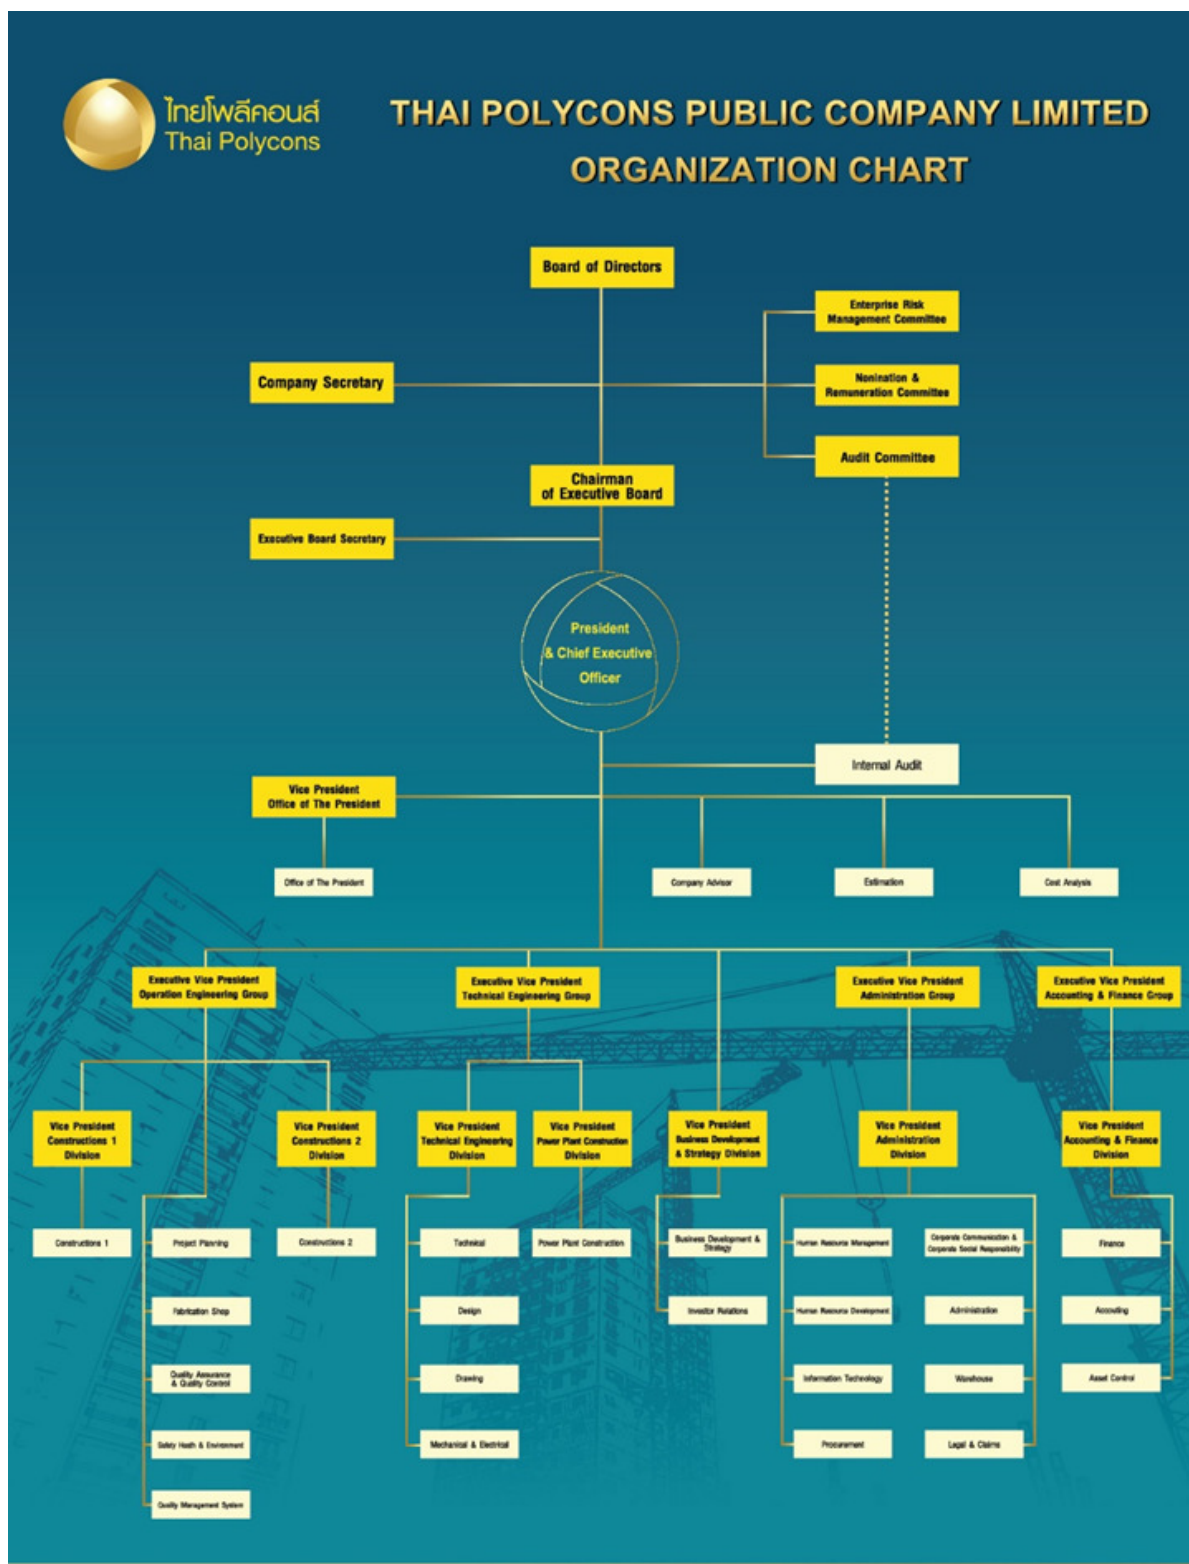 ไทยโพลีคอนส์
Thai Polycons
THAI POLYCONS PUBLIC COMPANY LIMITED
ORGANIZATION CHART
Board of Directors
Enterprise Risk
Management Committee
Company Secretary
Nonination &
Remuneration Committee
Audit Committee
Chairman
of Executive Board
Executive Board Secretary
President
& Chief Executive
Officer
Internal Audit
Vice President
Office of The President
Office of The President
Company Advisor
Estimation
Cost Analysis
Executive Vice President
Operation Engineering Group
Executive Vice President
Technical Engineering Group
Executive Vice President
Administration Group
Executive Vice President
Accounting & Finance Group
Vice President
Constructions 1
Division
Vice President
Constructions 2
Division
Vice President
Technical Engineering
Division
Vice President
Power Plant Construction
Division
Vice President
Business Development
& Strategy Division
Vice President
Administration
Division
Vice President
Accounting & Finance
Division
Constructions 1
Project Planning
Constructions 2
Technical
Power Plant Construction
Business Development &
Strategy
Human Resource Management
Corporate Communication &
Corporate Social Responsibility
Finance
Fabrication Shop
Design
Investor Relations
Human Resource Development
Administration
Accouting
Quality Assurance
& Quality Control
Drawing
Information Technology
Warehouse
Asset Control
Safety Heath & Environment
Mechanical & Electrical
Procurement
Legal & Claims
Quality Management System